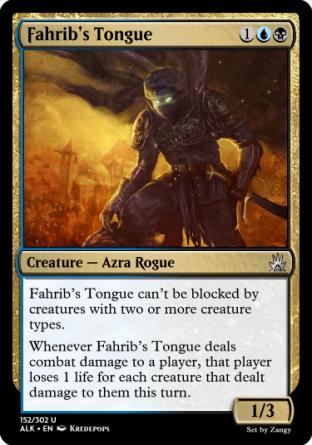 Fahrib's Tongue 1
Creature — Azra Rogue
Fahrib's Tongue can't be blocked by
creatures with two or more creature
types.
Whenever Fahrib's Tongue deals
combat damage to a player, that player
loses 1 life for each creature that dealt
damage to them this turn.
1/3
152/302 U
ALK • EN Kredepops
Set by Zangy